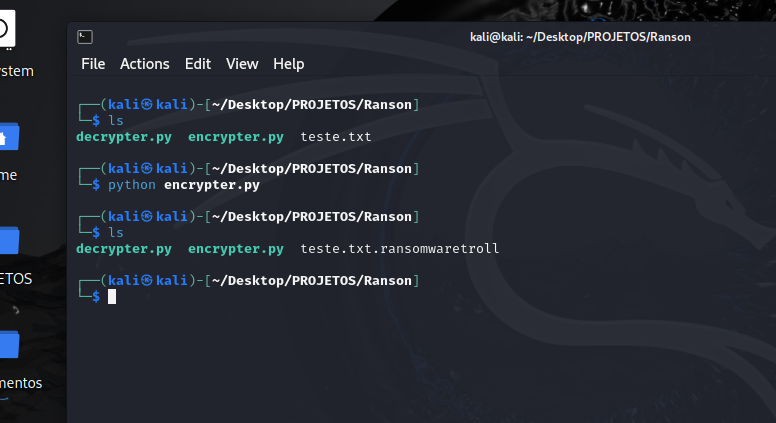 kali@kali: ~/Desktop/PROJETOS/Ranson
File Actions Edit View Help
┌──(kali㉿kali)-[~/Desktop/PROJETOS/Ranson]
└─$ ls
decrypter.py  encrypter.py  teste.txt
┌──(kali㉿kali)-[~/Desktop/PROJETOS/Ranson]
└─$ python encrypter.py
┌──(kali㉿kali)-[~/Desktop/PROJETOS/Ranson]
└─$ ls
decrypter.py  encrypter.py  teste.txt.ransomwaretroll
┌──(kali㉿kali)-[~/Desktop/PROJETOS/Ranson]
└─$
ystem
me
ETOS
mentos